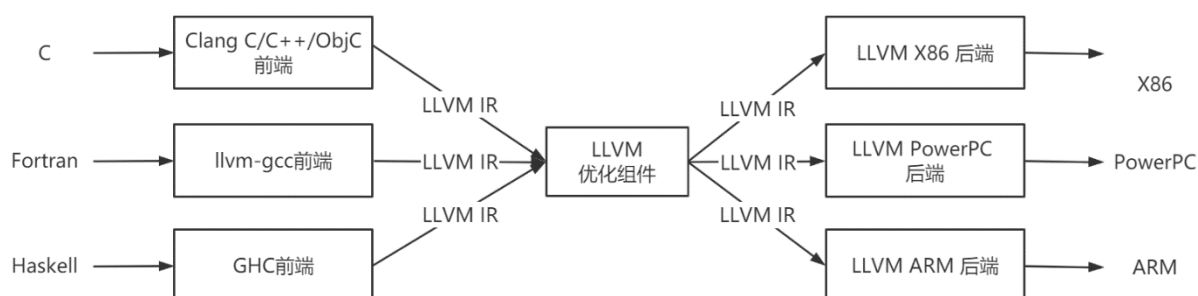 C
Clang C/C++/ObjC
前端
LLVM IR
LLVM IR
LLVM X86 后端
X86
Fortran
llvm-gcc前端
LLVM IR
LLVM
优化组件
LLVM IR
LLVM PowerPC
后端
PowerPC
LLVM IR
LLVM IR
Haskell
GHC前端
LLVM ARM 后端
ARM